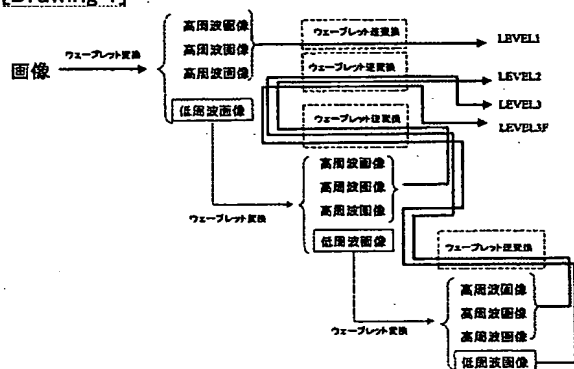 [Drawing 4]
画像
ウェーブレット変換
高周波画像
高周波画像
高周波画像
低周波画像
ウェーブレット逆変換
ウェーブレット逆変換
ウェーブレット逆変換
LEVEL1
LEVEL2
LEVEL3
LEVEL3F
ウェーブレット変換
高周波画像
高周波画像
高周波画像
低周波画像
ウェーブレット逆変換
ウェーブレット変換
高周波画像
高周波画像
高周波画像
低周波画像